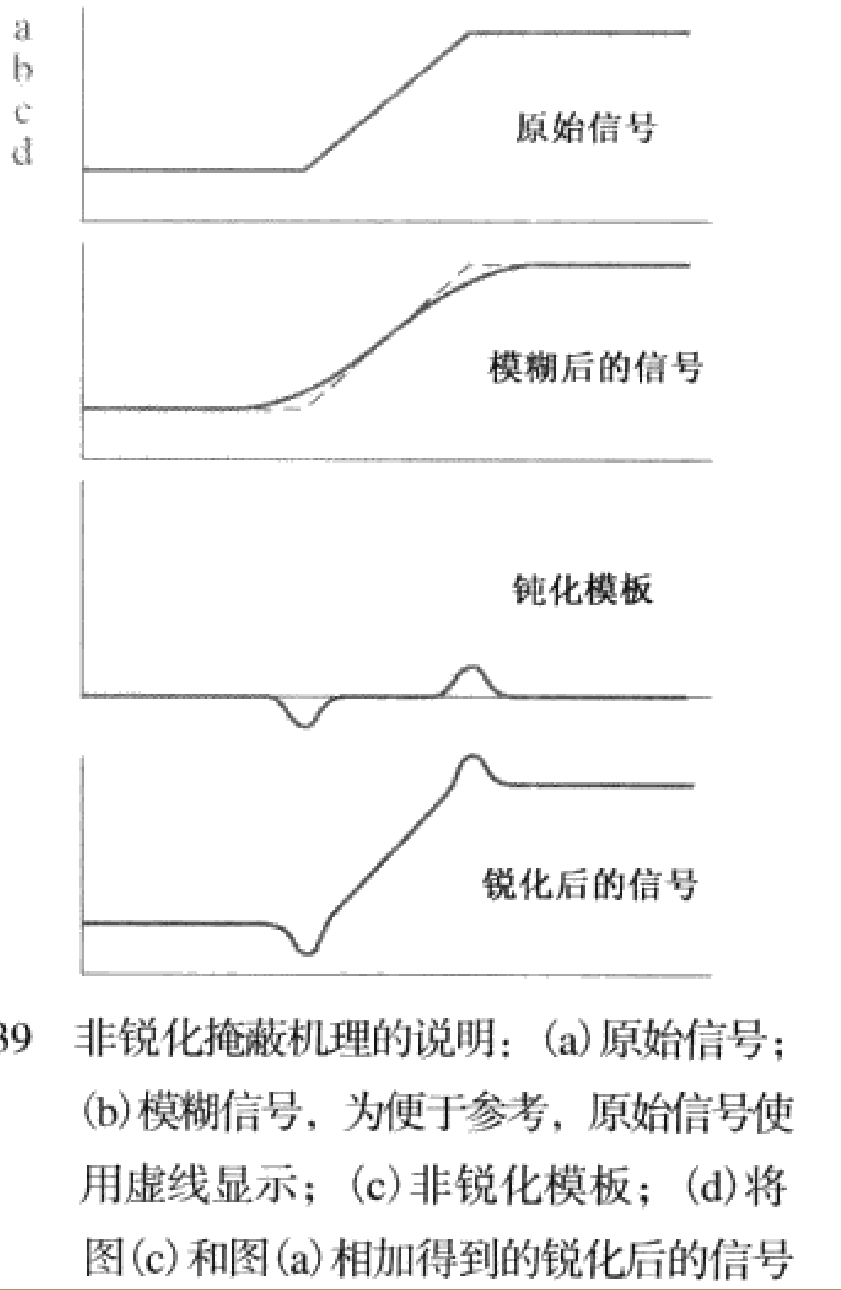 a
b
c
d
原始信号
模糊后的信号
钝化模板
锐化后的信号
39 非锐化掩蔽机理的说明：(a)原始信号；
(b)模糊信号，为便于参考，原始信号使
用虚线显示；(c)非锐化模板；(d)将
图(c)和图(a)相加得到的锐化后的信号